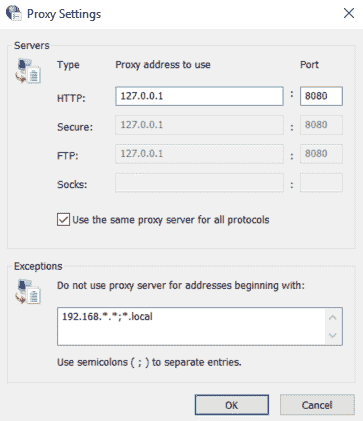 Proxy Settings
Servers
Type Proxy address to use Port
HTTP: 127.0.0.1 : 8080
Secure: 127.0.0.1 : 8080
FTP: 127.0.0.1 : 8080
Socks: :
Use the same proxy server for all protocols
Exceptions
Do not use proxy server for addresses beginning with:
192.168.*.*;*.local
Use semicolons ( ; ) to separate entries.
OK Cancel